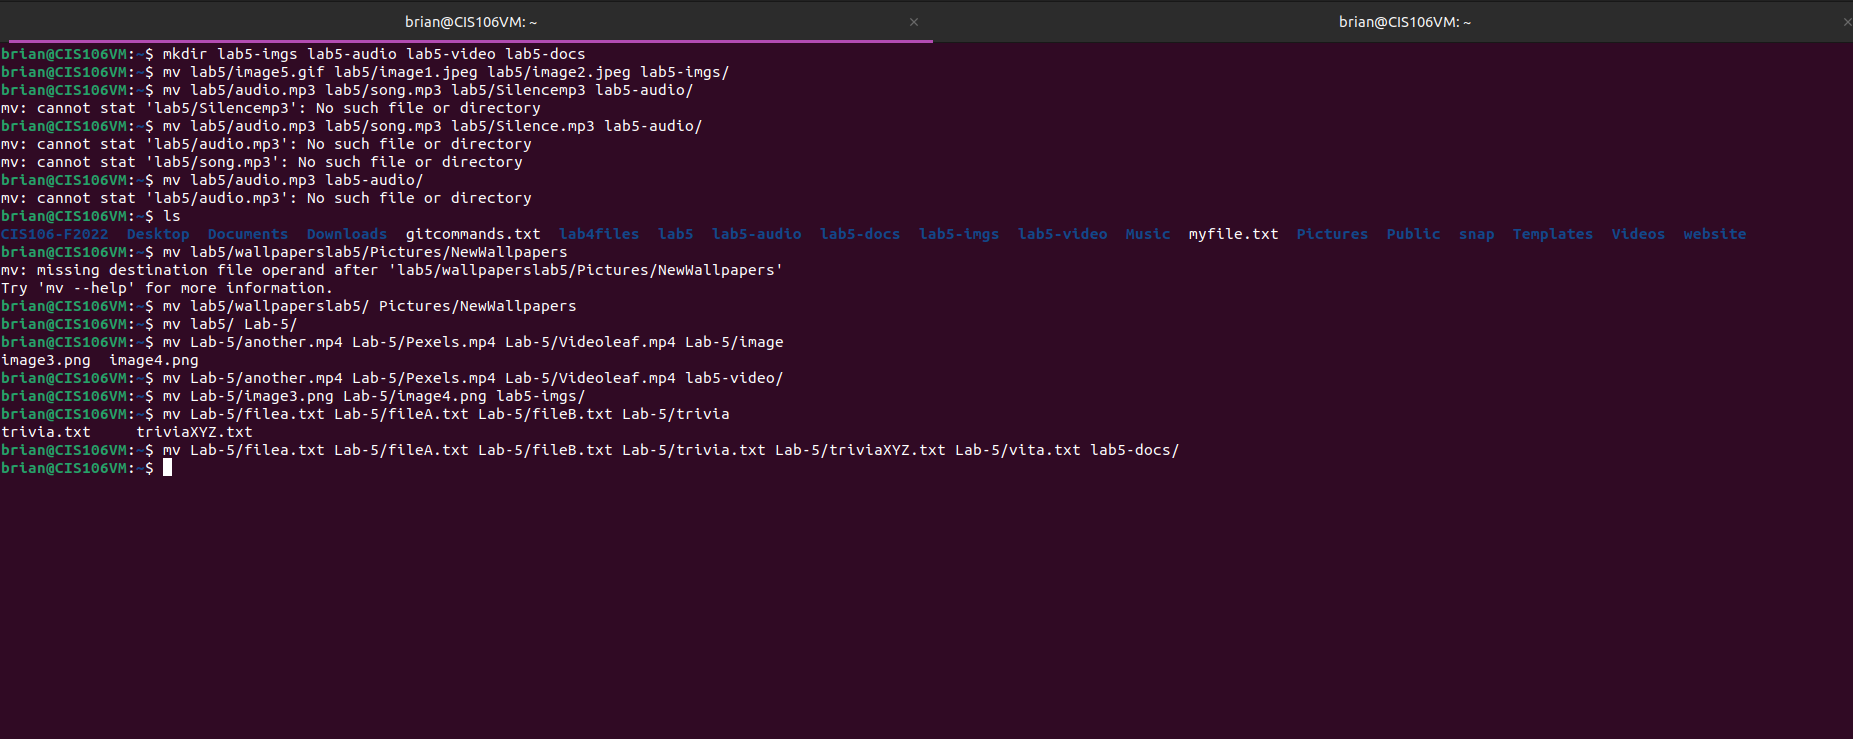 brian@CIS106VM: ~ × brian@CIS106VM: ~ ×
brian@CIS106VM:~$ mkdir lab5-imgs lab5-audio lab5-video lab5-docs
brian@CIS106VM:~$ mv lab5/image5.gif lab5/image1.jpeg lab5/image2.jpeg lab5-imgs/
brian@CIS106VM:~$ mv lab5/audio.mp3 lab5/song.mp3 lab5/Silencemp3 lab5-audio/
mv: cannot stat 'lab5/Silencemp3': No such file or directory
brian@CIS106VM:~$ mv lab5/audio.mp3 lab5/song.mp3 lab5/Silence.mp3 lab5-audio/
mv: cannot stat 'lab5/audio.mp3': No such file or directory
mv: cannot stat 'lab5/song.mp3': No such file or directory
brian@CIS106VM:~$ mv lab5/audio.mp3 lab5-audio/
mv: cannot stat 'lab5/audio.mp3': No such file or directory
brian@CIS106VM:~$ ls
CIS106-F2022  Desktop  Documents  Downloads  gitcommands.txt  lab4files  lab5  lab5-audio  lab5-docs  lab5-imgs  lab5-video  Music  myfile.txt  Pictures  Public  snap  Templates  Videos  website
brian@CIS106VM:~$ mv lab5/wallpaperslab5/Pictures/NewWallpapers
mv: missing destination file operand after 'lab5/wallpaperslab5/Pictures/NewWallpapers'
Try 'mv --help' for more information.
brian@CIS106VM:~$ mv lab5/wallpaperslab5/ Pictures/NewWallpapers
brian@CIS106VM:~$ mv lab5/ Lab-5/
brian@CIS106VM:~$ mv Lab-5/another.mp4 Lab-5/Pexels.mp4 Lab-5/Videoleaf.mp4 Lab-5/image
image3.png  image4.png
brian@CIS106VM:~$ mv Lab-5/another.mp4 Lab-5/Pexels.mp4 Lab-5/Videoleaf.mp4 lab5-video/
brian@CIS106VM:~$ mv Lab-5/image3.png Lab-5/image4.png lab5-imgs/
brian@CIS106VM:~$ mv Lab-5/filea.txt Lab-5/fileA.txt Lab-5/fileB.txt Lab-5/trivia
trivia.txt     triviaXYZ.txt
brian@CIS106VM:~$ mv Lab-5/filea.txt Lab-5/fileA.txt Lab-5/fileB.txt Lab-5/trivia.txt Lab-5/triviaXYZ.txt Lab-5/vita.txt lab5-docs/
brian@CIS106VM:~$